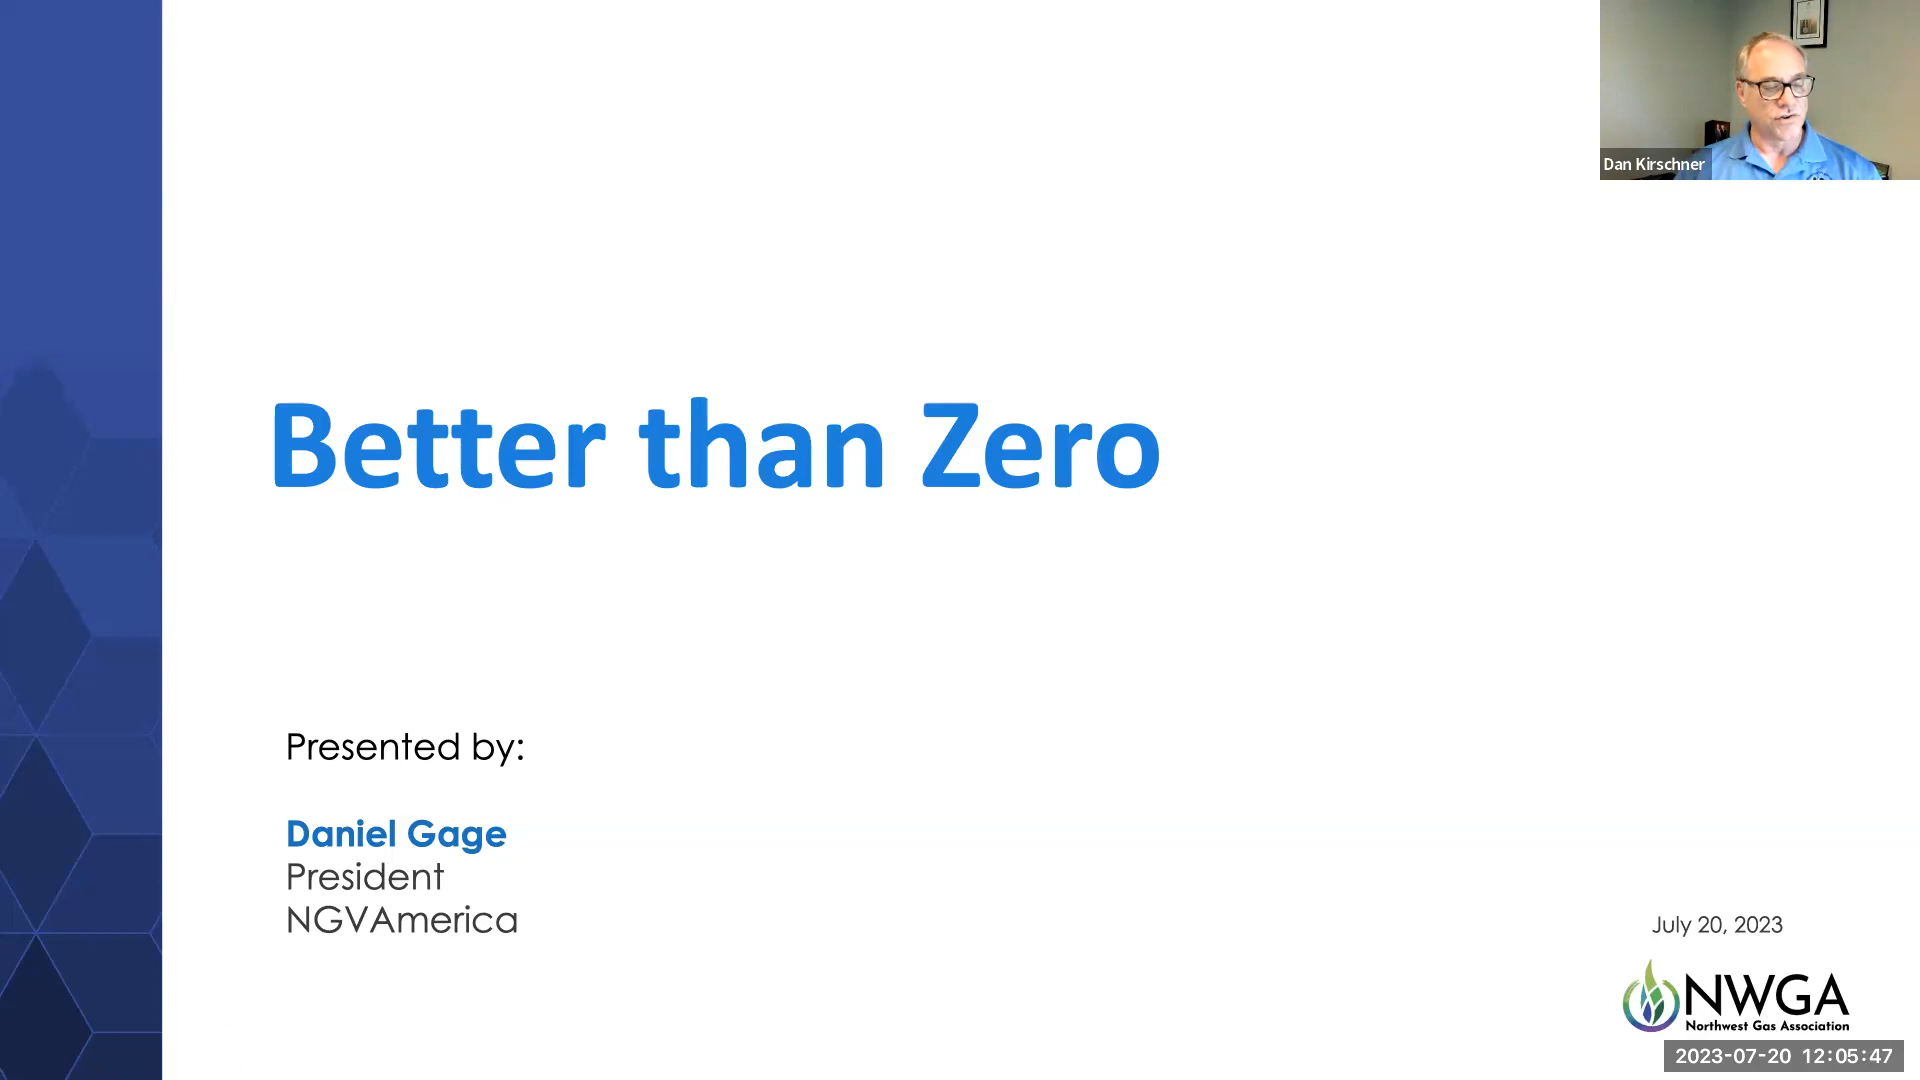 Dan Kirschner
Better than Zero
Presented by:
Daniel Gage
President
NGVAmerica
July 20, 2023
NWGA
Northwest Gas Association
2023-07-20 12:05:47